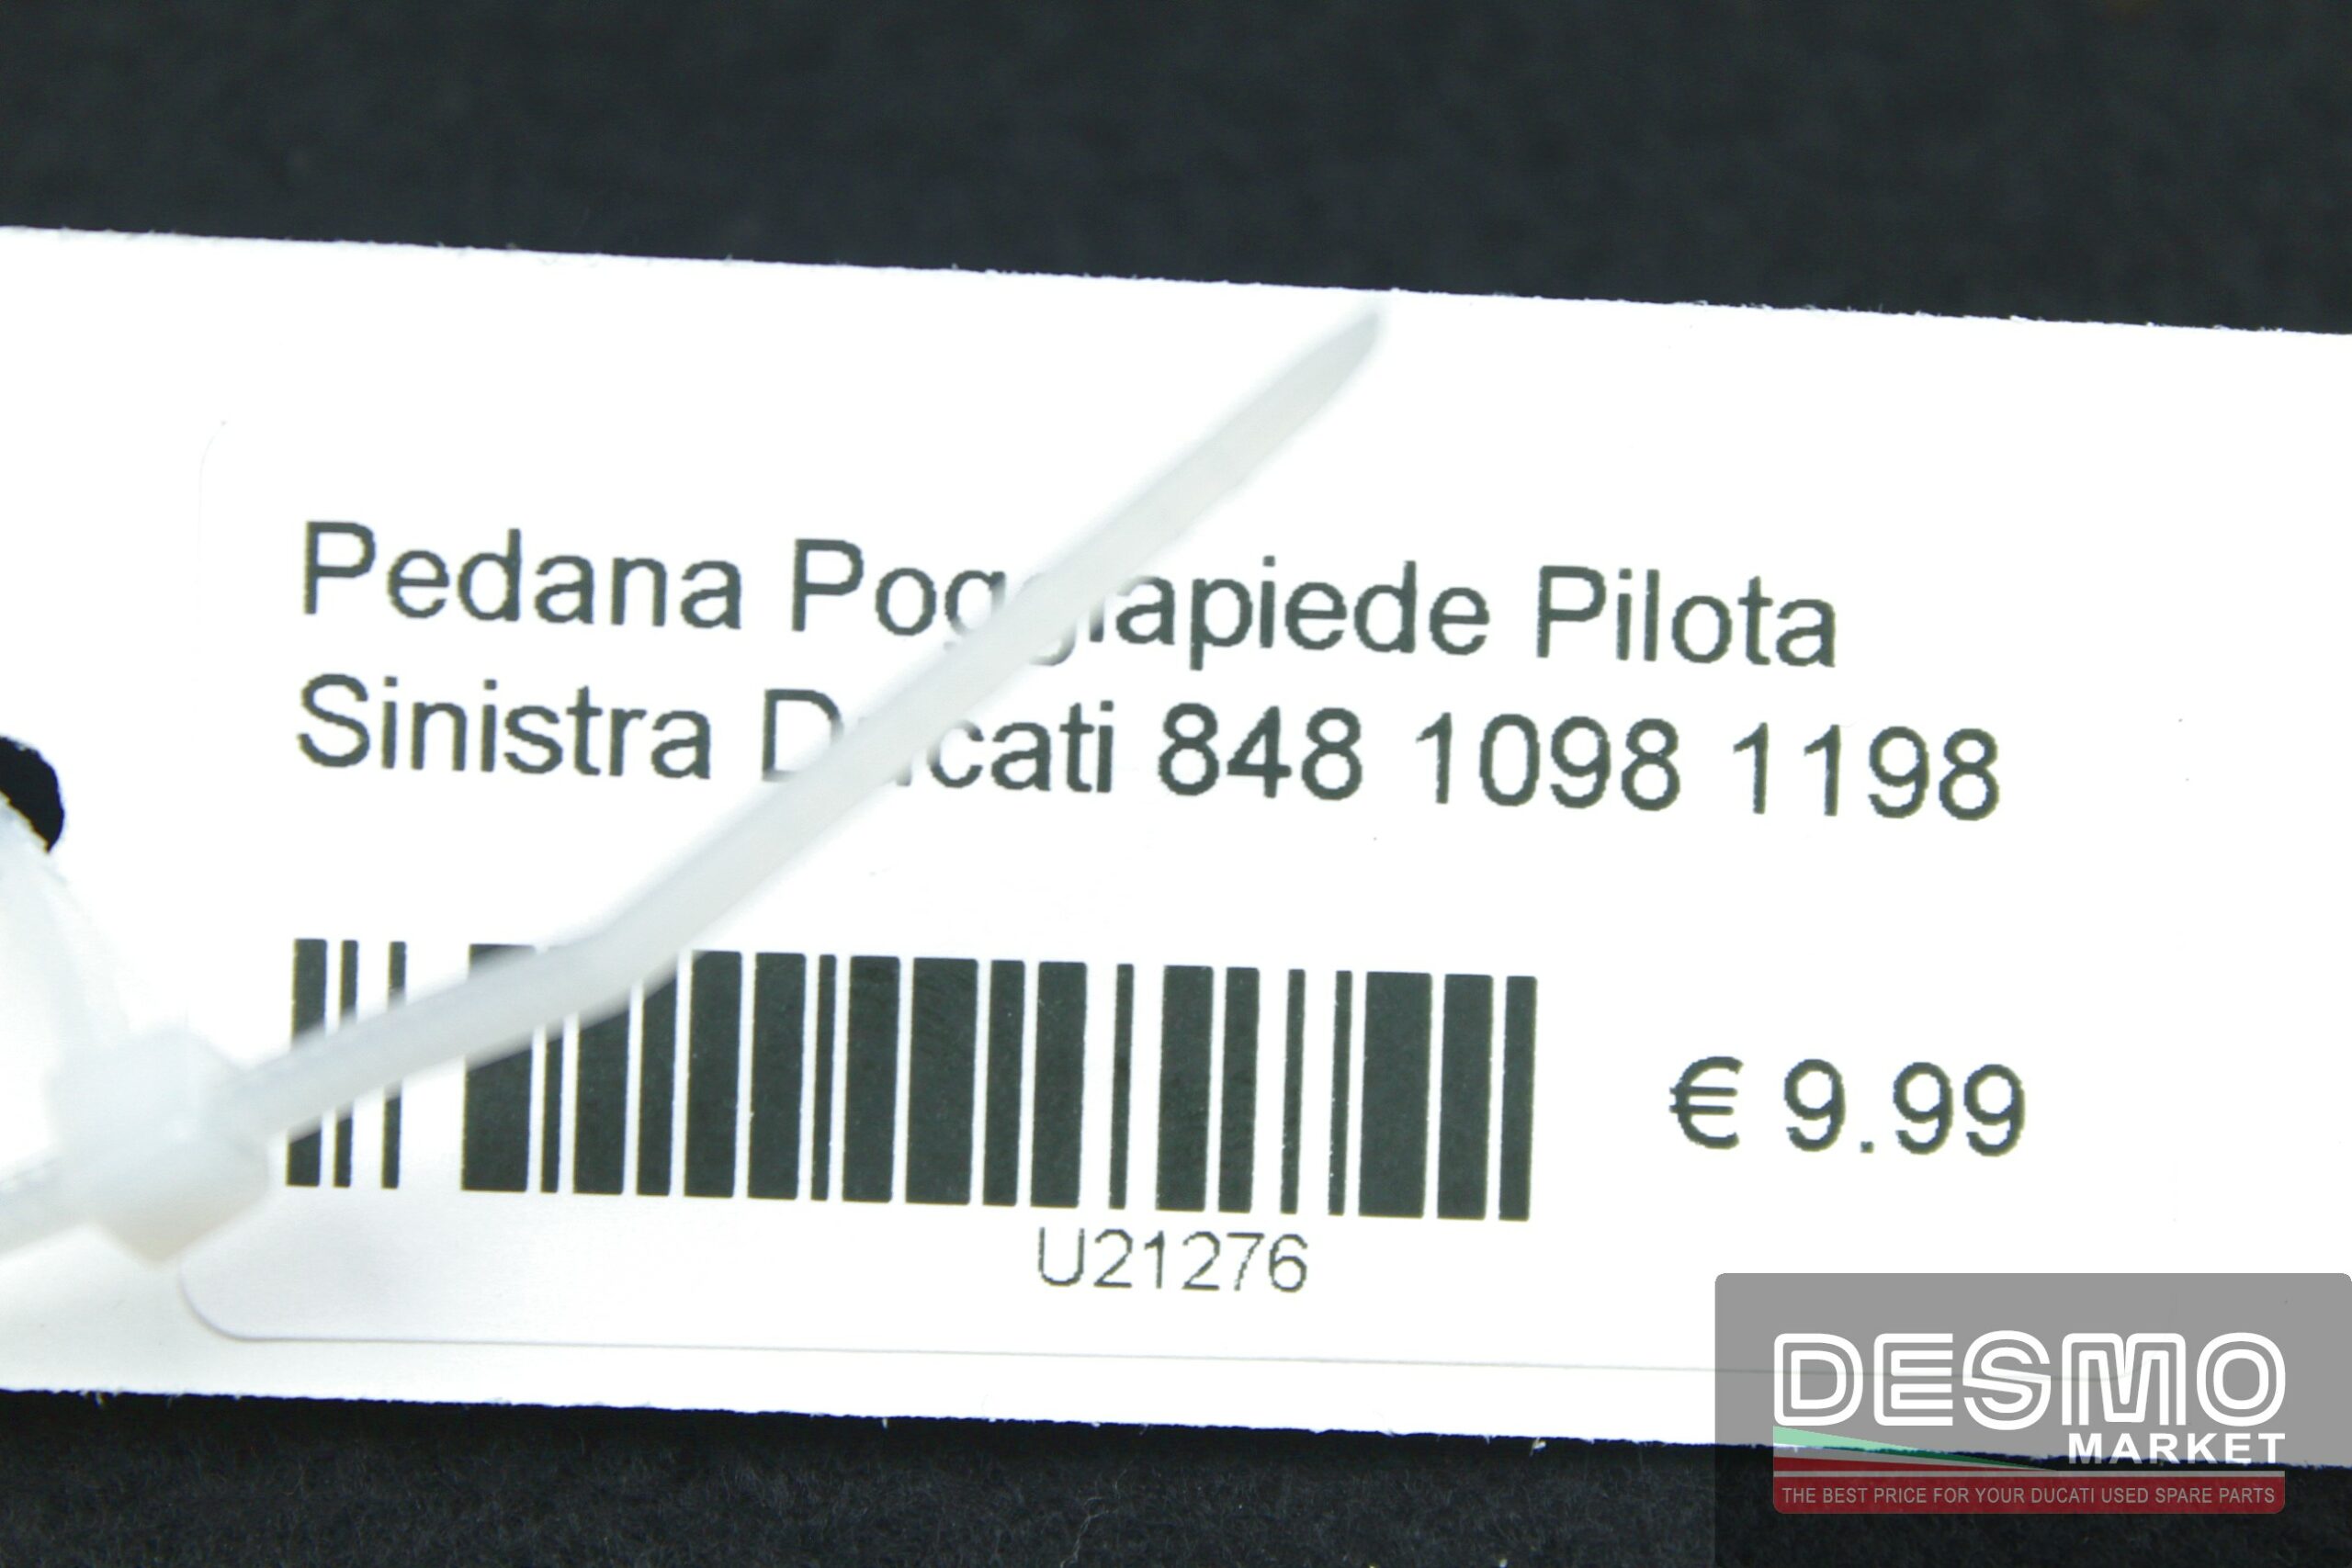 Pedana Poggiapiede Pilota
Sinistra Ducati 848 1098 1198
€ 9.99
U21276
DESMO
MARKET
THE BEST PRICE FOR YOUR DUCATI USED SPARE PARTS